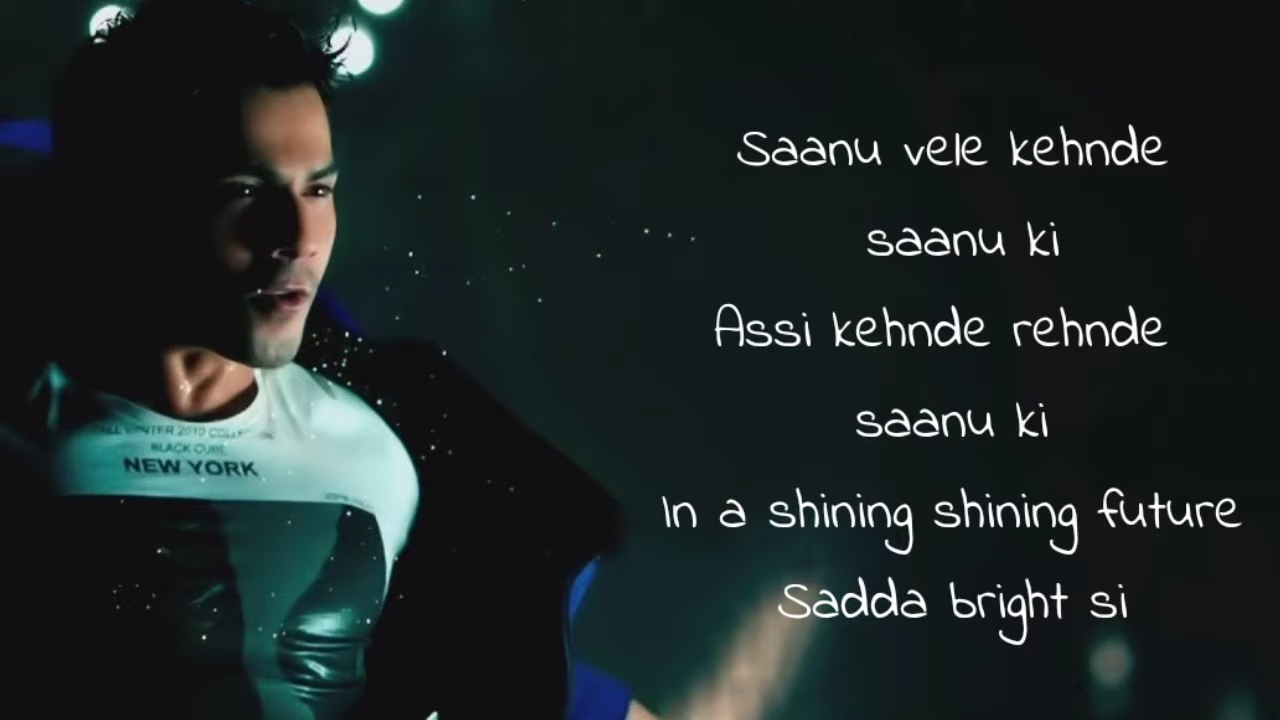 Saanu vele kehnde
saanu ki
Assi kehnde rehnde
saanu ki
In a shining shining future
Sadda bright si
BLACK CUBE
NEW YORK